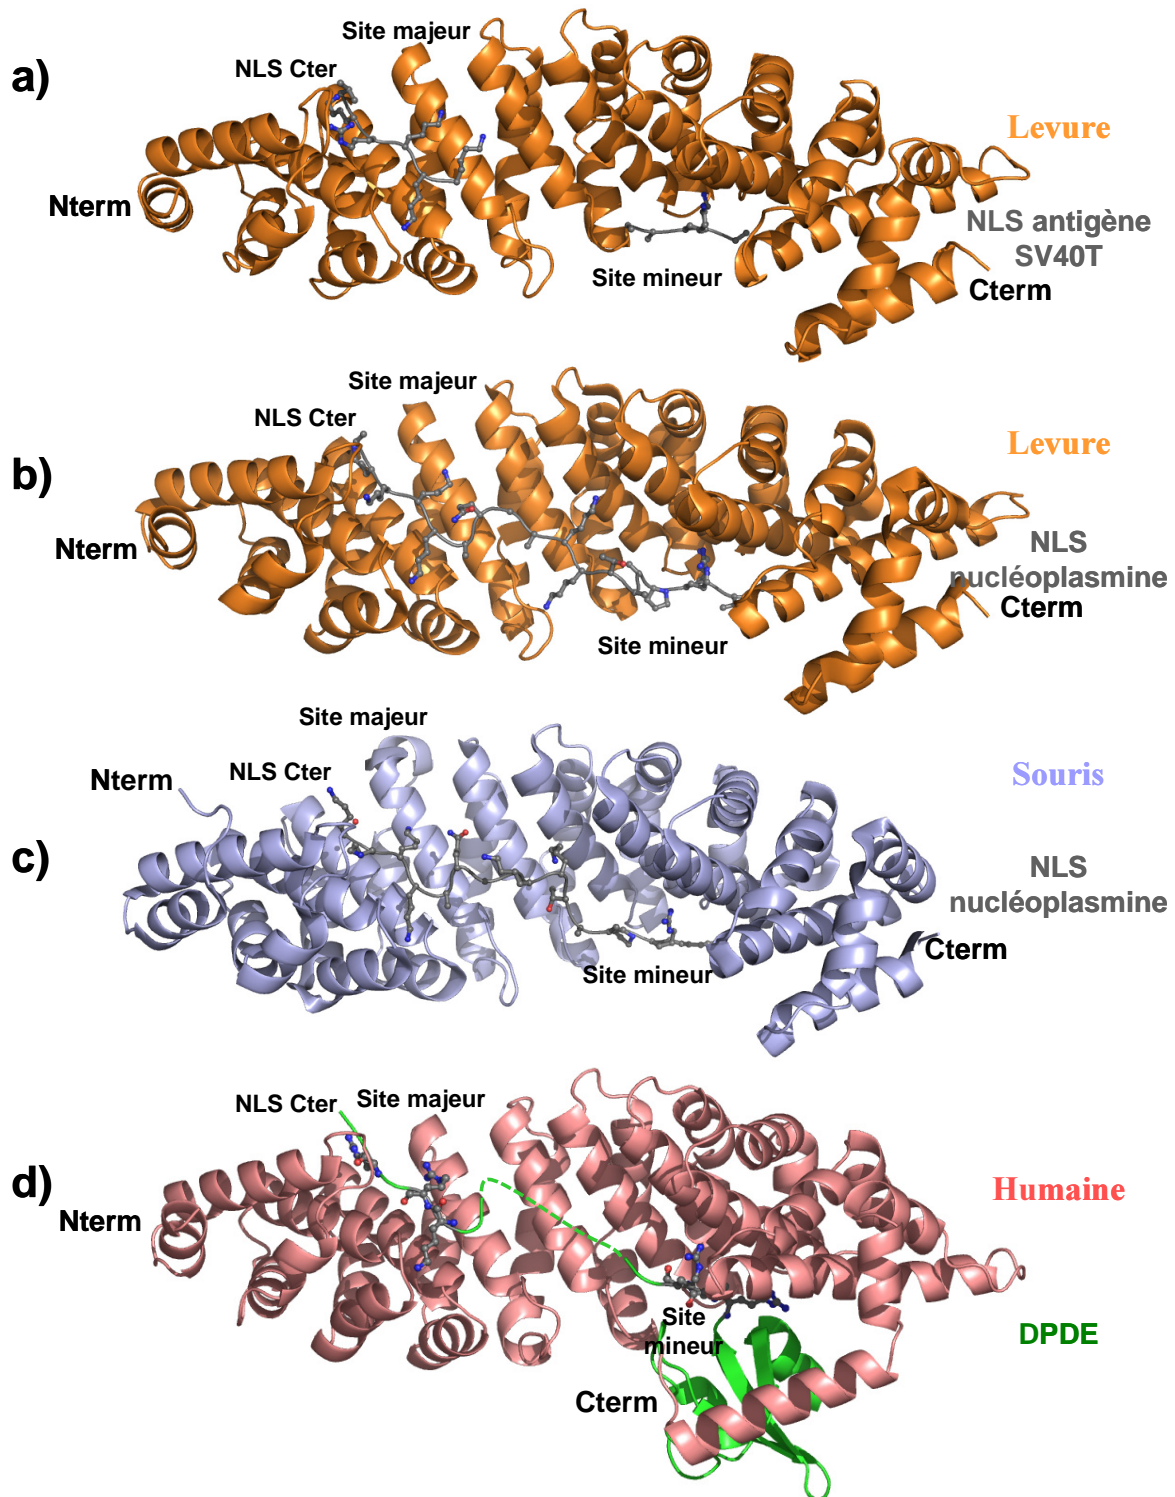 a)
Site majeur
NLS Cter
Levure
Nterm
NLS antigène
SV40T
Site mineur
Cterm
b)
Site majeur
NLS Cter
Levure
Nterm
NLS
nucléoplasmine
Cterm
Site mineur
c)
Site majeur
NLS Cter
Nterm
Souris
NLS
nucléoplasmine
Cterm
Site mineur
d)
NLS Cter
Site majeur
Humaine
Nterm
Site
mineur
DPDE
Cterm